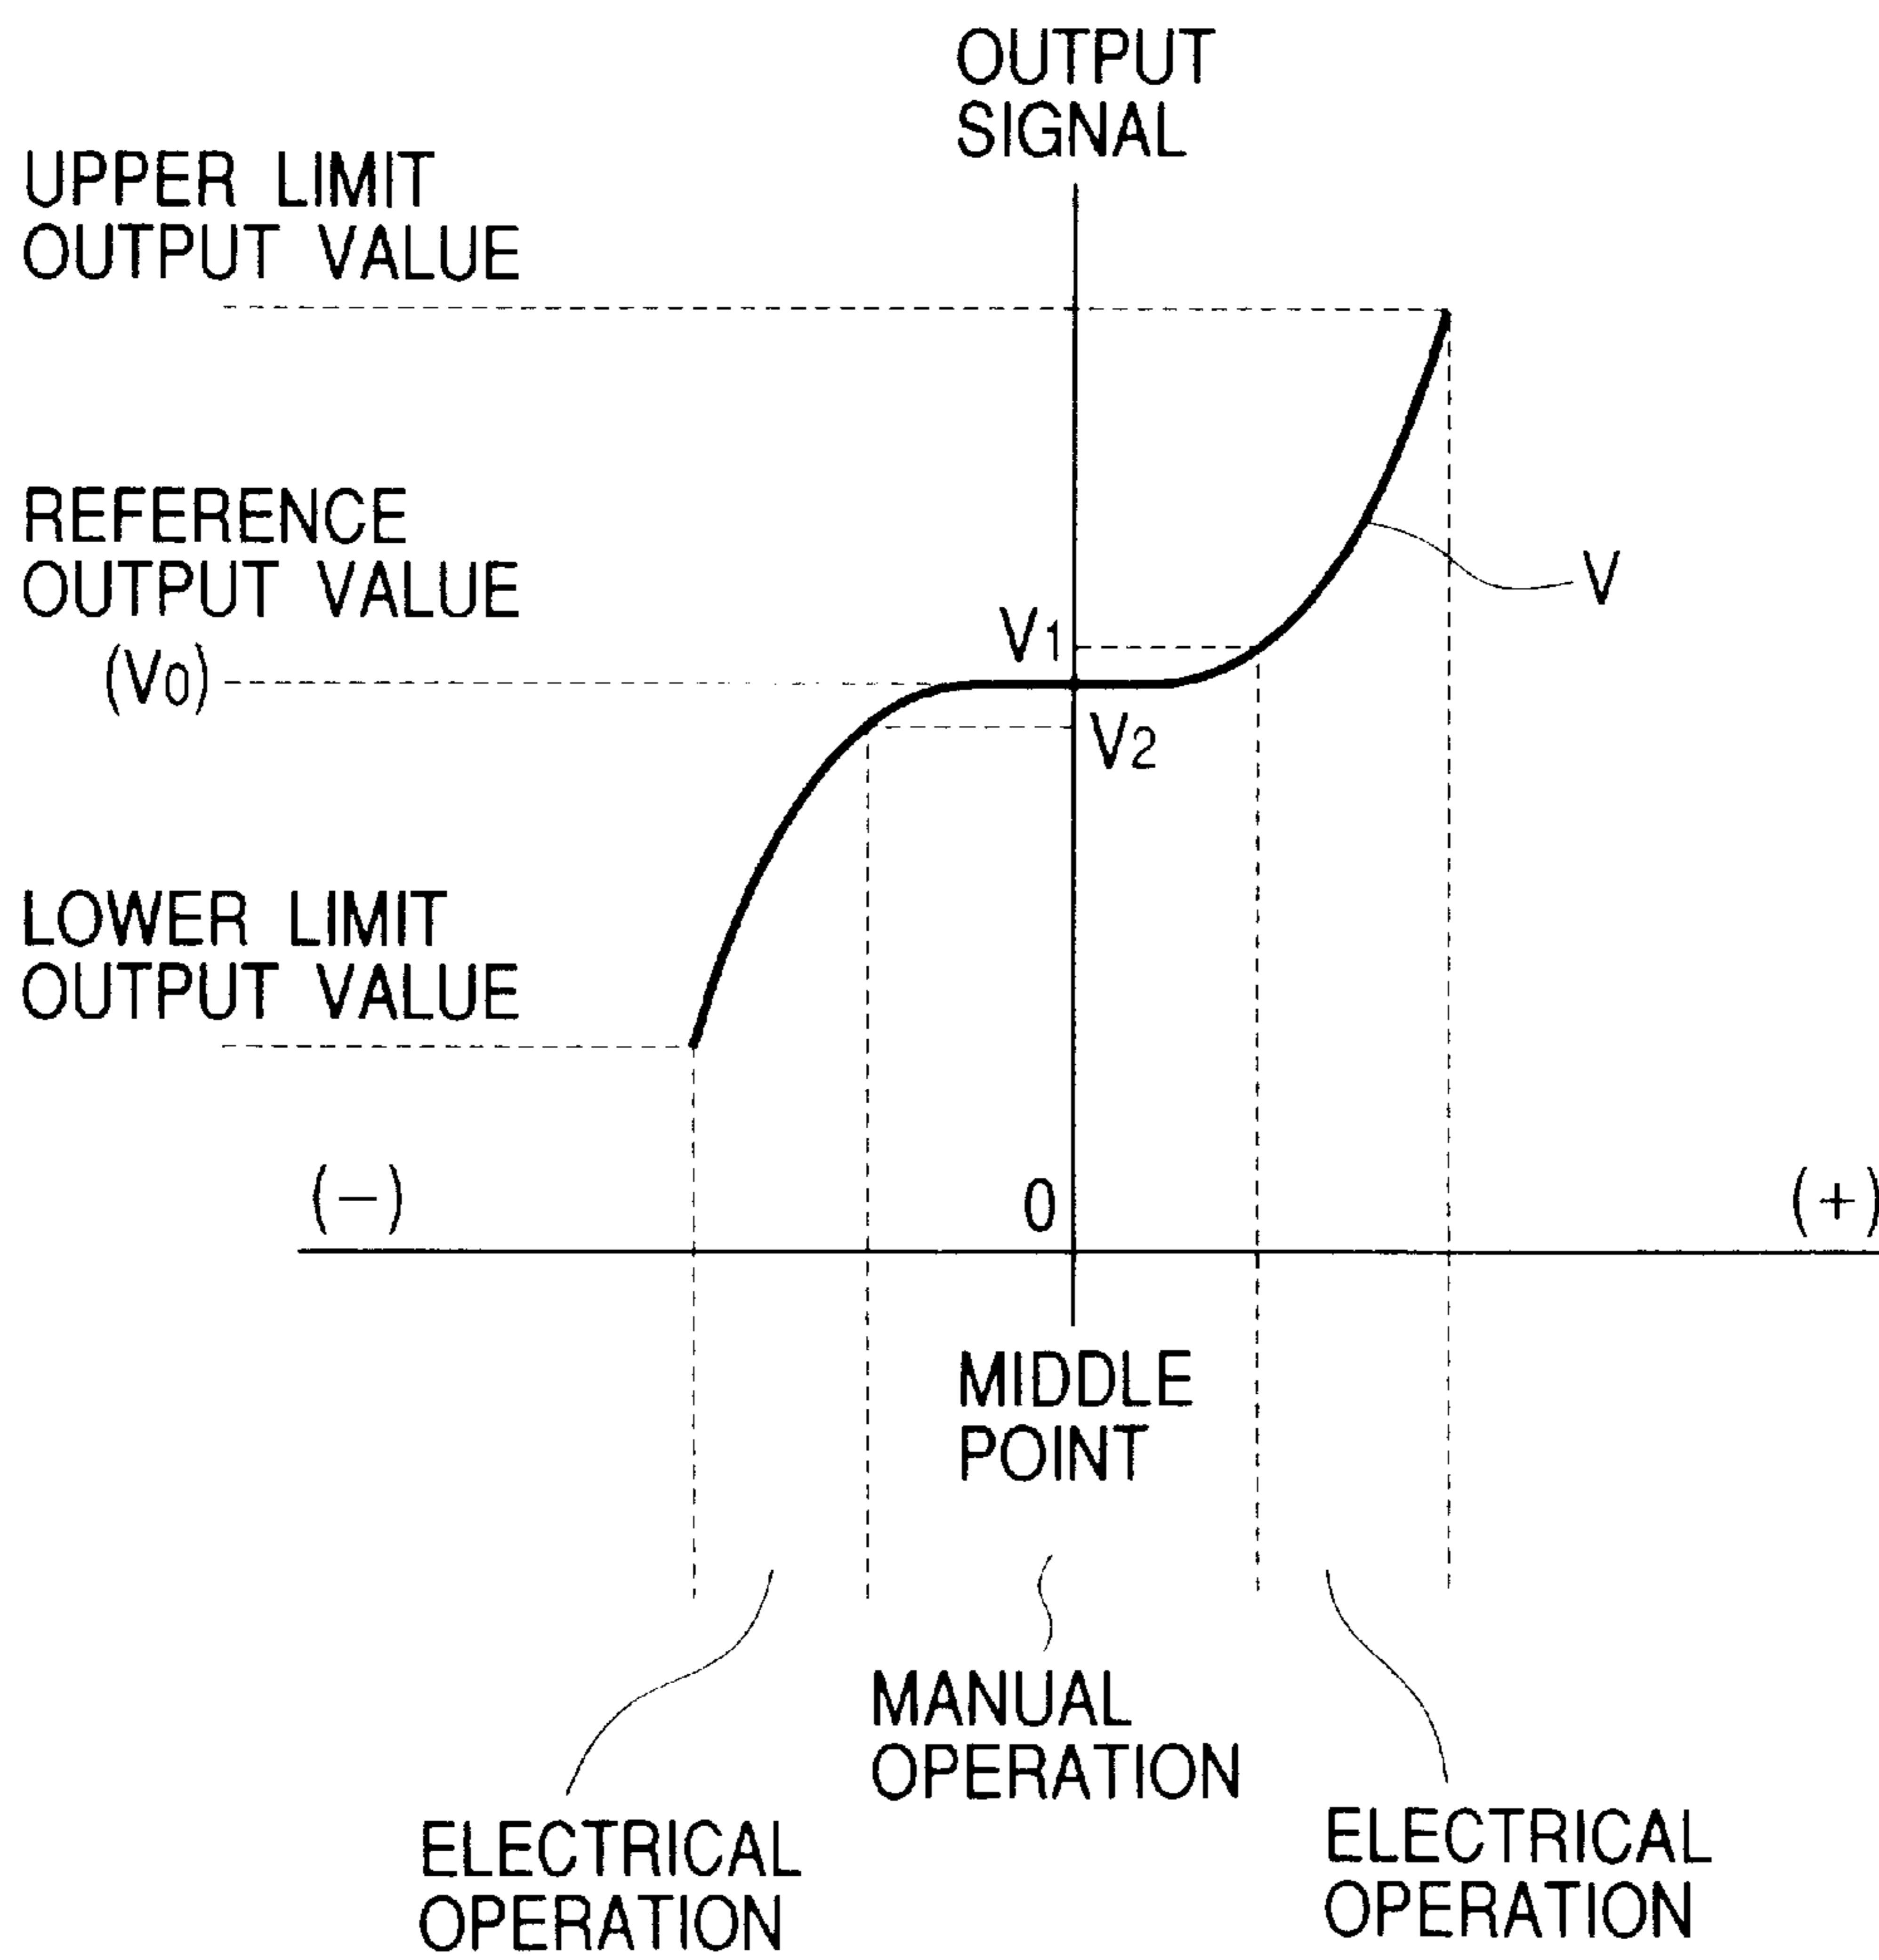 OUTPUT
SIGNAL
UPPER LIMIT
OUTPUT VALUE
REFERENCE
OUTPUT VALUE
(V0)
V1
V
V2
LOWER LIMIT
OUTPUT VALUE
(−)
0
(+)
MIDDLE
POINT
MANUAL
OPERATION
ELECTRICAL
OPERATION
ELECTRICAL
OPERATION